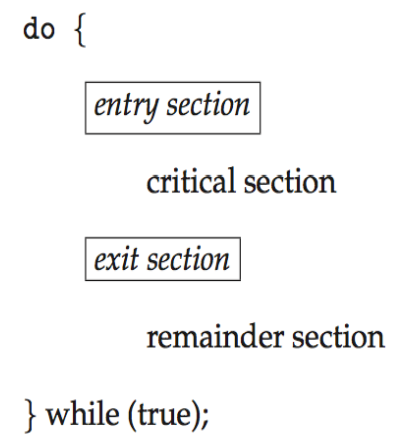 do {
entry section
critical section
exit section
remainder section
} while (true);